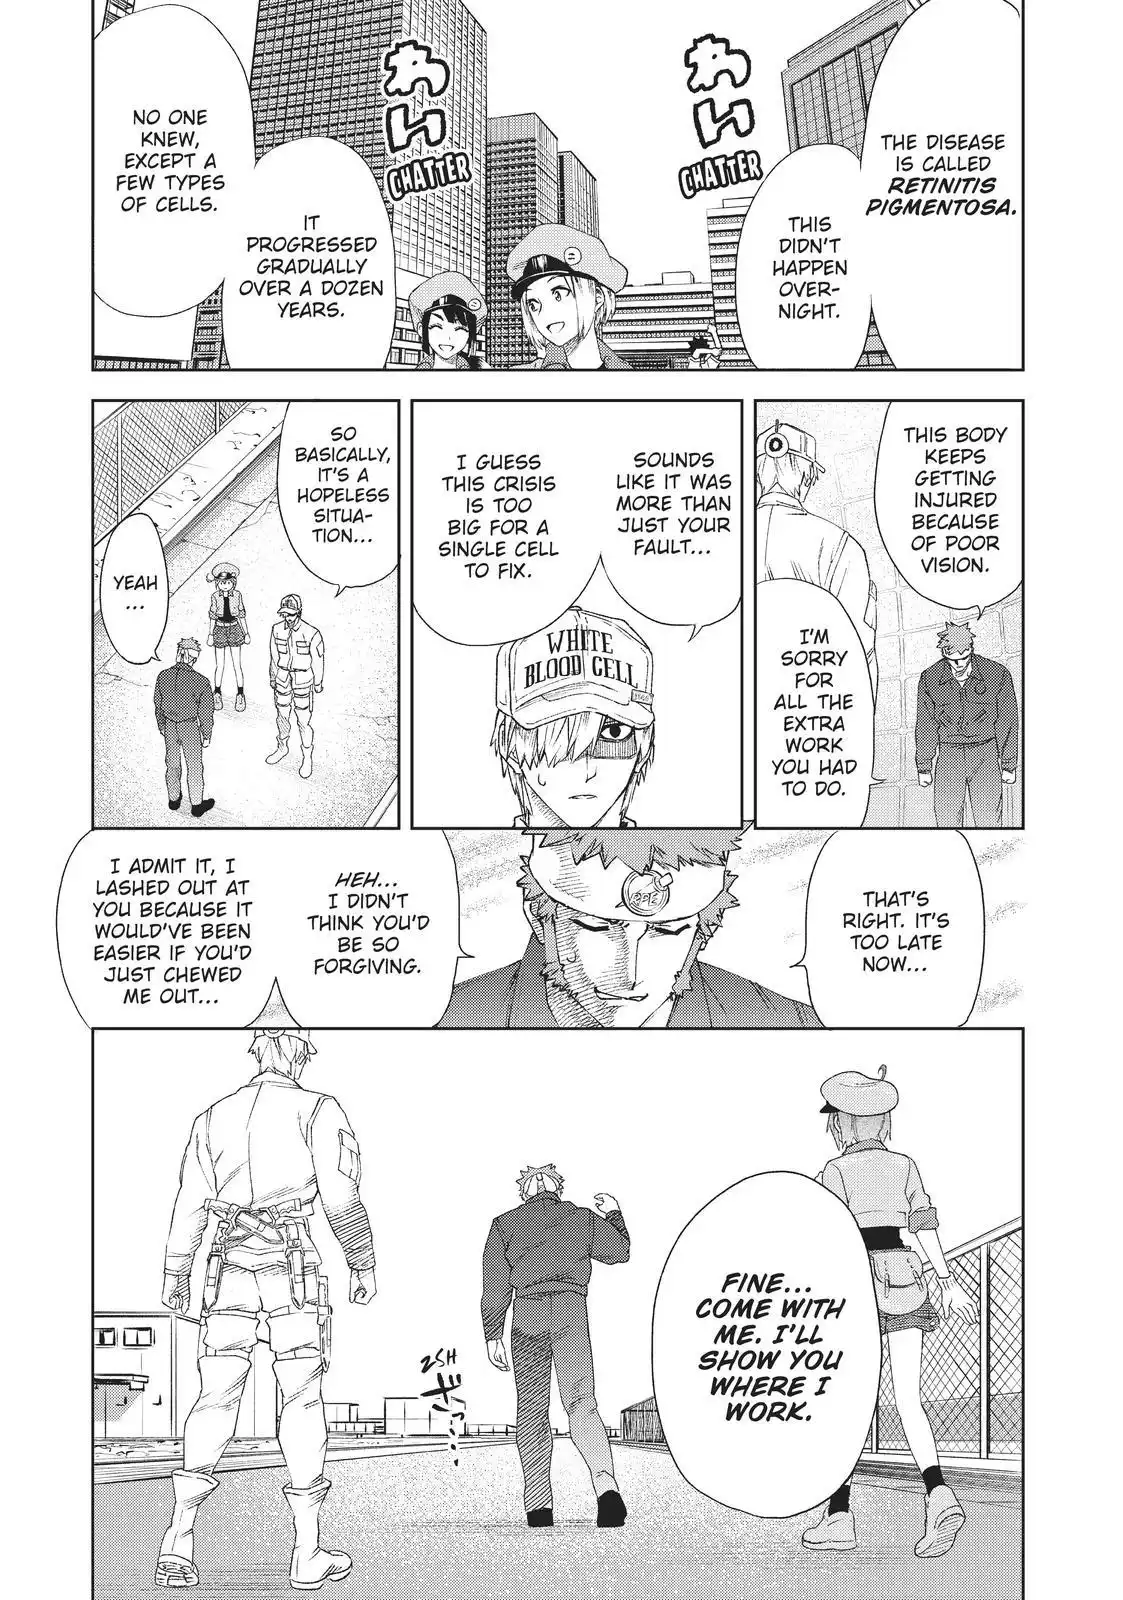 THE DISEASE
IS CALLED
RETINITIS
PIGMENTOSA.
THIS
DIDN'T
HAPPEN
OVER-
NIGHT.
わいわい
CHATTER
CHATTER
IT
PROGRESSED
GRADUALLY
OVER A DOZEN
YEARS.
NO ONE
KNEW,
EXCEPT A
FEW TYPES
OF CELLS.
THIS BODY
KEEPS
GETTING
INJURED
BECAUSE
OF POOR
VISION.
I'M
SORRY
FOR
ALL THE
EXTRA
WORK
YOU HAD
TO DO.
SOUNDS
LIKE IT WAS
MORE THAN
JUST YOUR
FAULT...
I GUESS
THIS CRISIS
IS TOO
BIG FOR A
SINGLE CELL
TO FIX.
WHITE
BLOOD CELL
SO
BASICALLY,
IT'S A
HOPELESS
SITUA-
TION...
YEAH
...
THAT'S
RIGHT. IT'S
TOO LATE
NOW...
HEH...
I DIDN'T
THINK YOU'D
BE SO
FORGIVING.
I ADMIT IT, I
LASHED OUT AT
YOU BECAUSE IT
WOULD'VE BEEN
EASIER IF YOU'D
JUST CHEWED
ME OUT...
FINE...
COME WITH
ME. I'LL
SHOW YOU
WHERE I
WORK.
ZSH
ザッ……